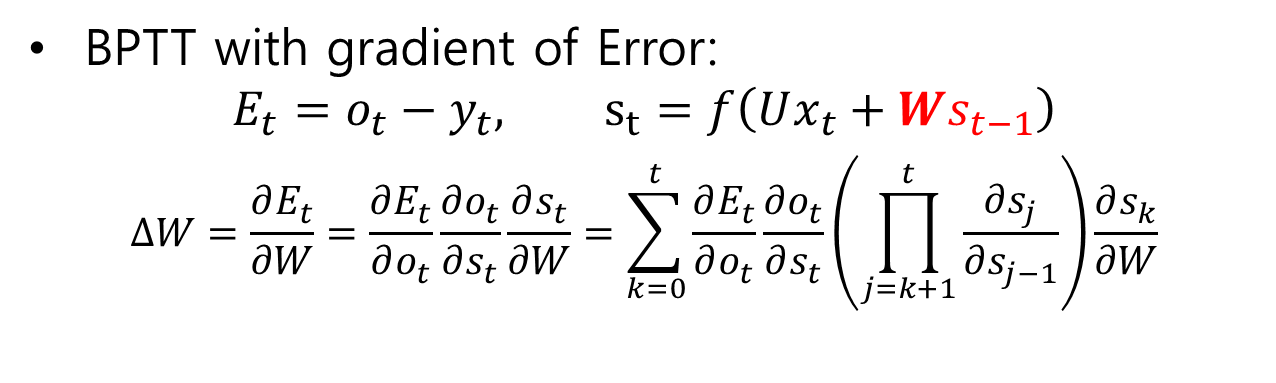 • BPTT with gradient of Error:
E_t = o_t − y_t, s_t = f(Ux_t + Ws_{t−1})
ΔW = ∂E_t/∂W = ∂E_t/∂o_t ∂o_t/∂s_t ∂s_t/∂W = ∑_{k=0}^{t} ∂E_t/∂o_t ∂o_t/∂s_t (∏_{j=k+1}^{t} ∂s_j/∂s_{j−1}) ∂s_k/∂W